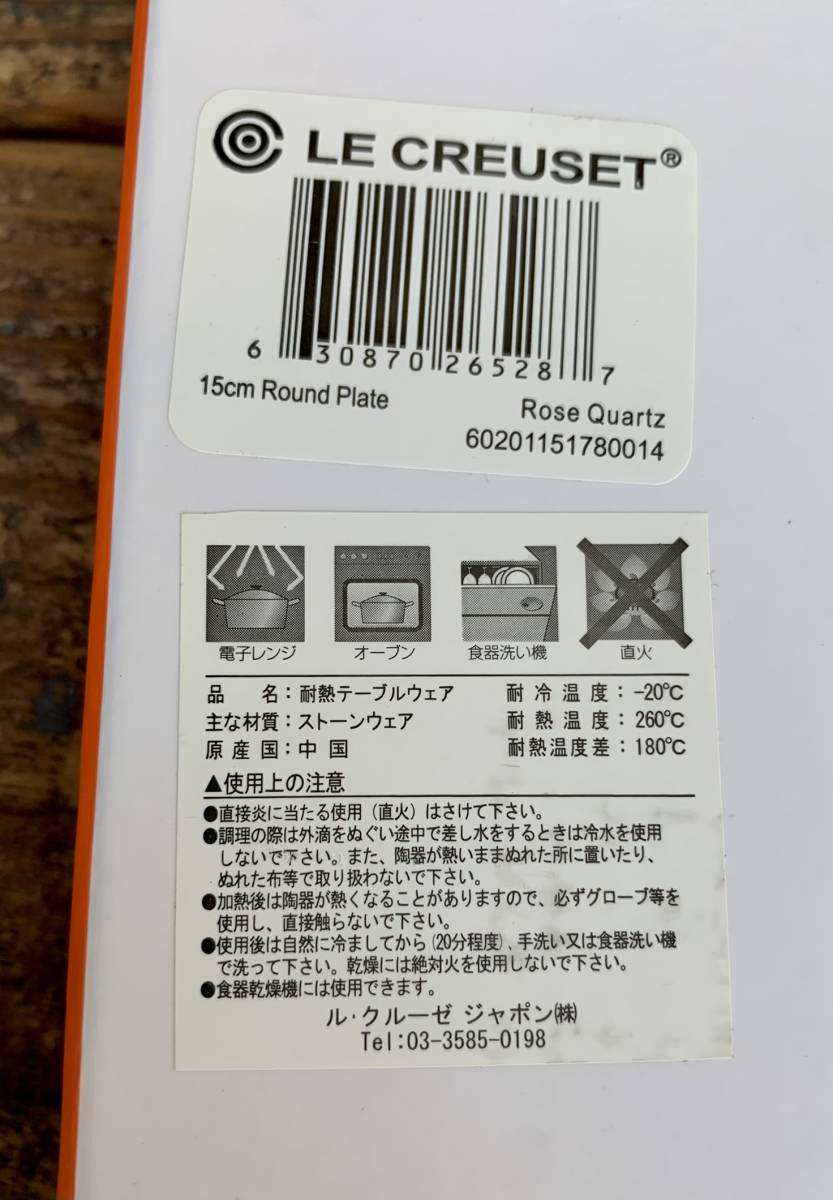 LE CREUSET®
6 30870 26528 7
15cm Round Plate
Rose Quartz
60201151780014
電子レンジ
オーブン
食器洗い機
直火
品 名：耐熱テーブルウェア
耐冷温度：-20℃
主な材質：ストーンウェア
耐熱温度：260℃
原産国：中国
耐熱温度差：180℃
▲使用上の注意
●直接炎に当たる使用（直火）はさけて下さい。
●調理の際は外滴をぬぐい途中で差し水をするときは冷水を使用
しないで下さい。また、陶器が熱いままぬれた所に置いたり、
ぬれた布等で取り扱わないで下さい。
●加熱後は陶器が熱くなることがありますので、必ずグローブ等を
使用し、直接触らないで下さい。
●使用後は自然に冷ましてから（20分程度）、手洗い又は食器洗い機
で洗って下さい。乾燥には絶対火を使用しないで下さい。
●食器乾燥機には使用できます。
ル・クルーゼ ジャポン㈱
Tel:03-3585-0198